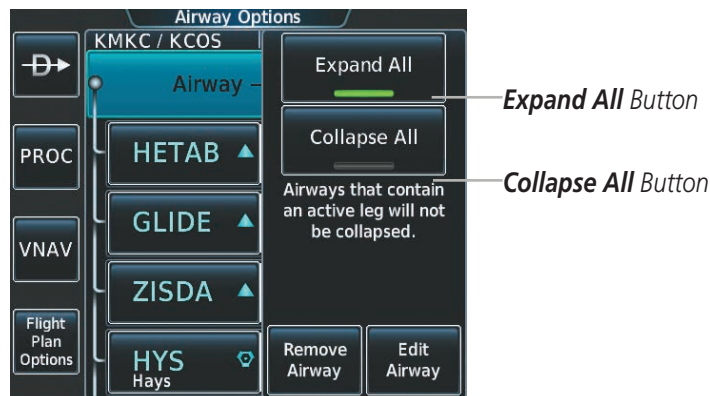 Airway Options
KMKC / KCOS
Airway –
HETAB
GLIDE
ZISDA
HYS
Hays
D
PROC
VNAV
Flight
Plan
Options
Expand All
Collapse All
Airways that contain
an active leg will not
be collapsed.
Remove
Airway
Edit
Airway
Expand All Button
Collapse All Button